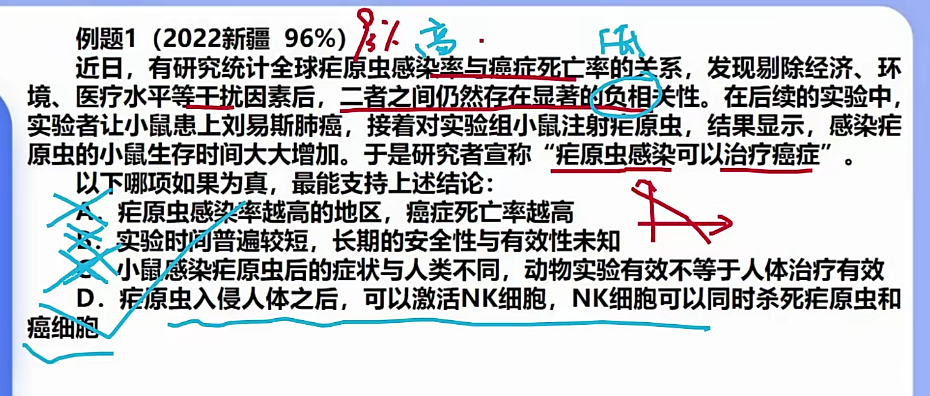 例题1（2022新疆 96%） 高
近日，有研究统计全球疟原虫感染率与癌症死亡率的关系，发现剔除经济、环
境、医疗水平等干扰因素后，二者之间仍然存在显著的负相关性。在后续的实验中，
实验者让小鼠患上刘易斯肺癌，接着对实验组小鼠注射疟原虫，结果显示，感染疟
原虫的小鼠生存时间大大增加。于是研究者宣称“疟原虫感染可以治疗癌症”。
以下哪项如果为真，最能支持上述结论：
A．疟原虫感染率越高的地区，癌症死亡率越高
B．实验时间普遍较短，长期的安全性与有效性未知
C．小鼠感染疟原虫后的症状与人类不同，动物实验有效不等于人体治疗有效
D．疟原虫入侵人体之后，可以激活NK细胞，NK细胞可以同时杀死疟原虫和
癌细胞